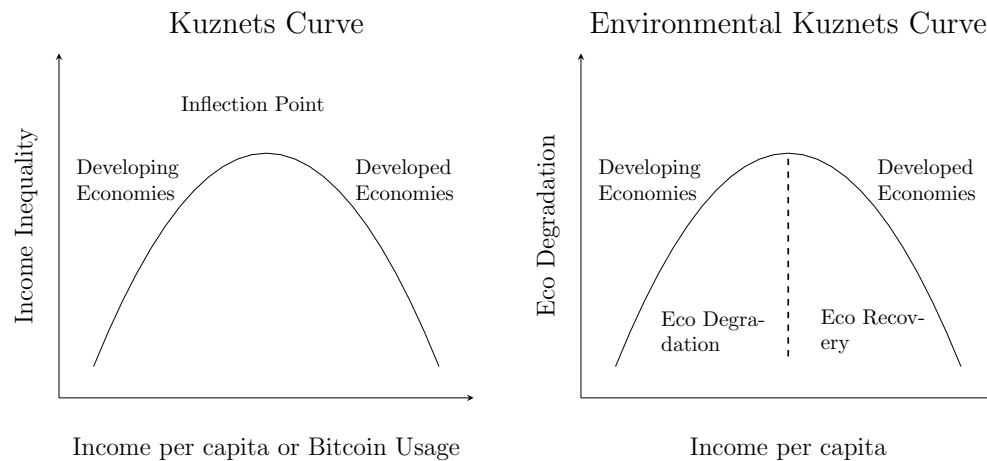 Kuznets Curve
Income Inequality
Inflection Point
Developing
Economies
Developed
Economies
Income per capita or Bitcoin Usage
Environmental Kuznets Curve
Eco Degradation
Developing
Economies
Developed
Economies
Eco Degra-
dation
Eco Recov-
ery
Income per capita